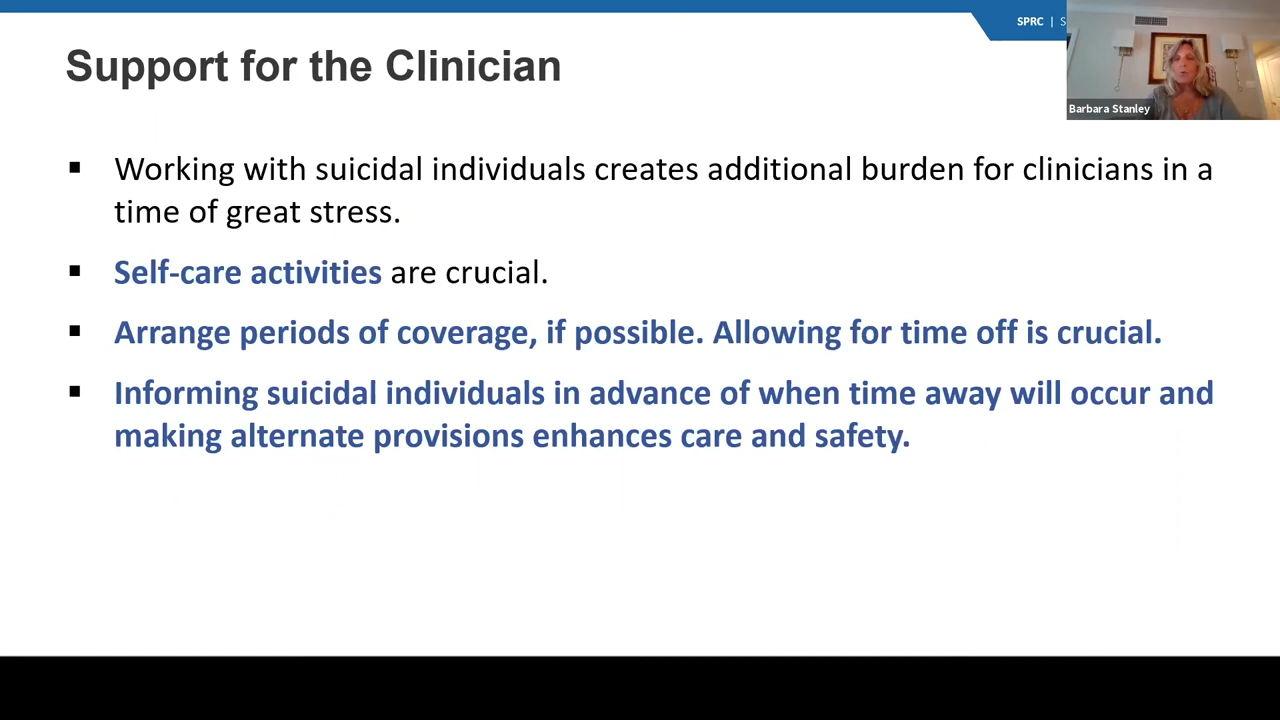 SPRC | S
Support for the Clinician
Barbara Stanley
▪ Working with suicidal individuals creates additional burden for clinicians in a
time of great stress.
▪ Self-care activities are crucial.
▪ Arrange periods of coverage, if possible. Allowing for time off is crucial.
▪ Informing suicidal individuals in advance of when time away will occur and
making alternate provisions enhances care and safety.